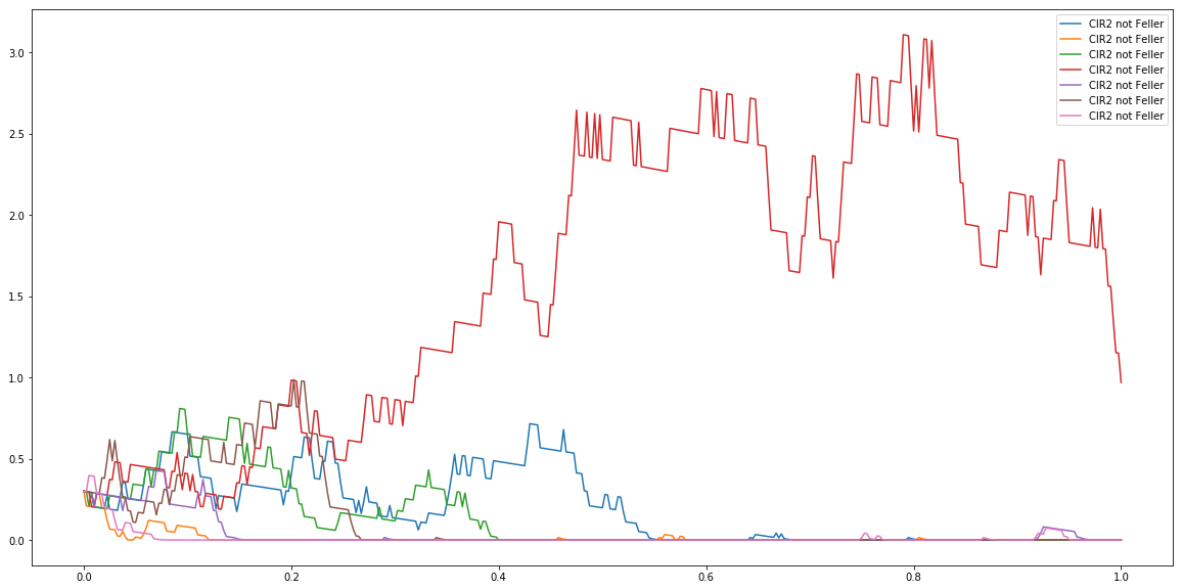 CIR2 not Feller
CIR2 not Feller
CIR2 not Feller
CIR2 not Feller
CIR2 not Feller
CIR2 not Feller
CIR2 not Feller
3.0
2.5
2.0
1.5
1.0
0.5
0.0
0.0 0.2 0.4 0.6 0.8 1.0